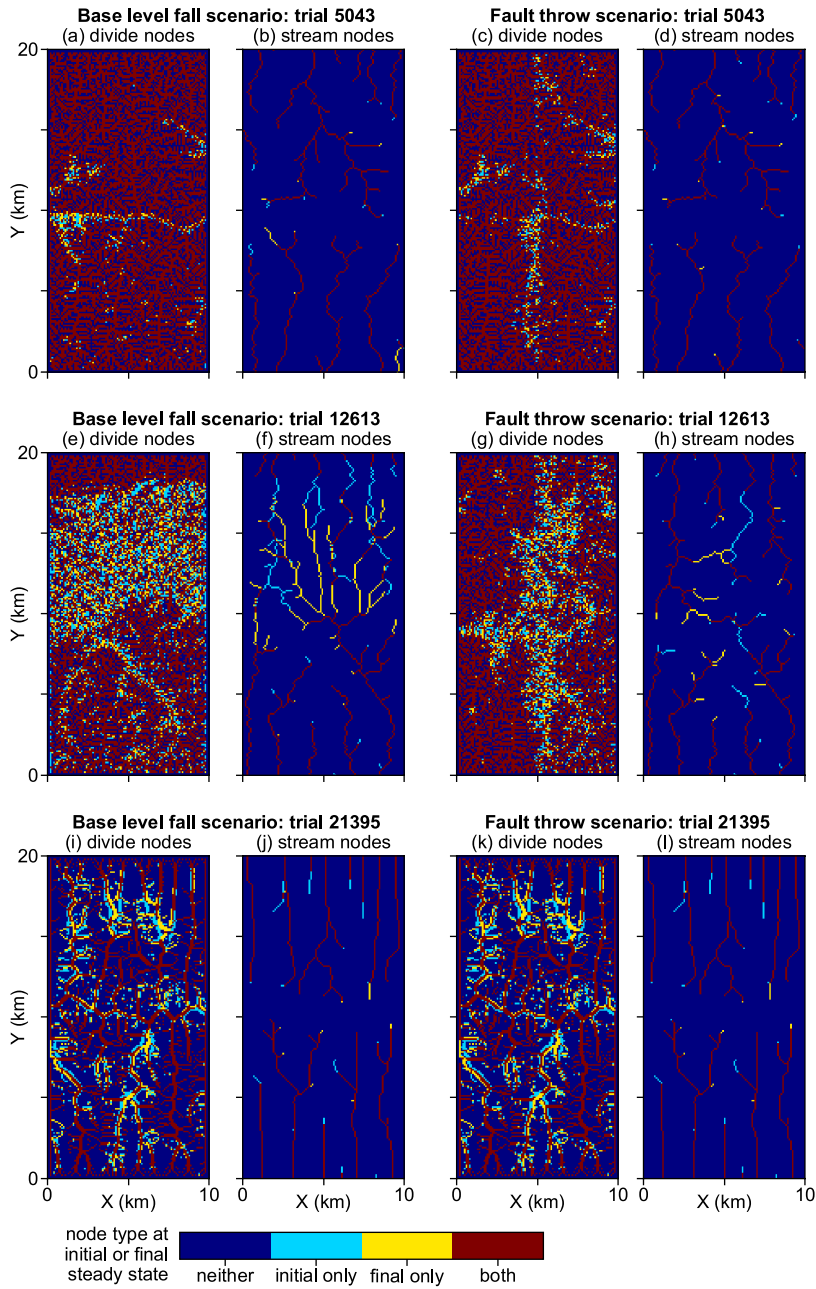 Base level fall scenario: trial 5043
Fault throw scenario: trial 5043
(a) divide nodes
(b) stream nodes
(c) divide nodes
(d) stream nodes
20
Y (km)
0
Base level fall scenario: trial 12613
Fault throw scenario: trial 12613
(e) divide nodes
(f) stream nodes
(g) divide nodes
(h) stream nodes
20
Y (km)
0
Base level fall scenario: trial 21395
Fault throw scenario: trial 21395
(i) divide nodes
(j) stream nodes
(k) divide nodes
(l) stream nodes
20
Y (km)
0
0
X (km)
10
0
X (km)
10
0
X (km)
10
0
X (km)
10
node type at
initial or final
steady state
neither
initial only
final only
both